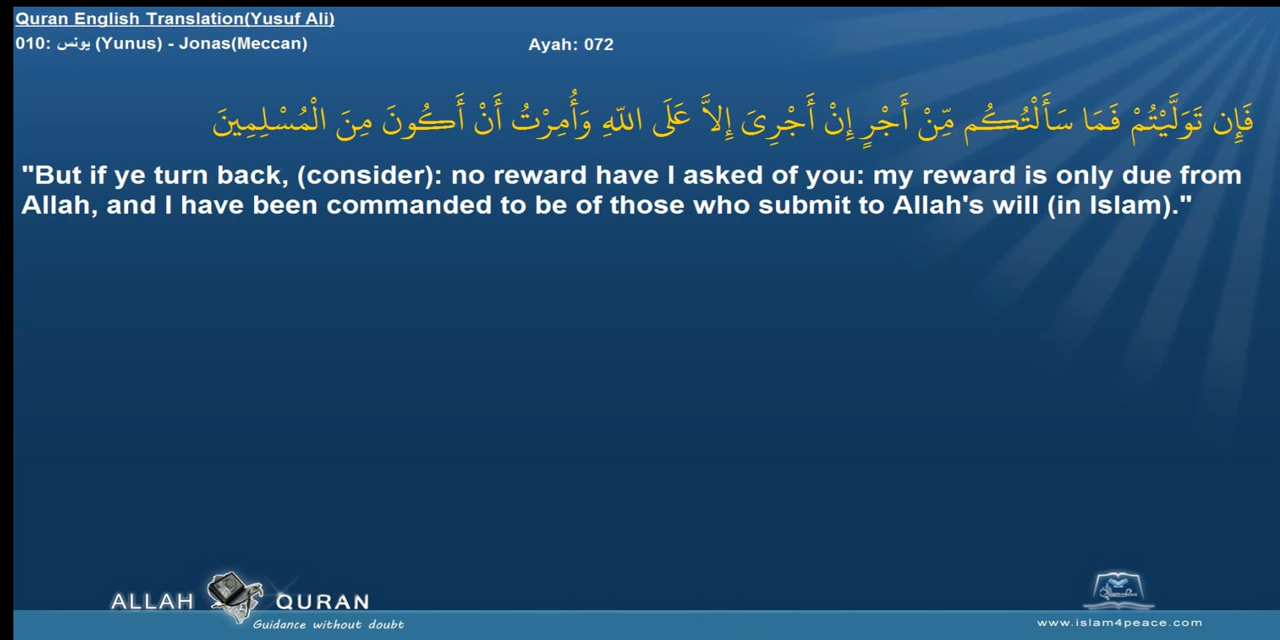 Quran English Translation(Yusuf Ali)
010: يونس (Yunus) - Jonas(Meccan) Ayah: 072
فَإِن تَوَلَّيْتُمْ فَمَا سَأَلْتُكُم مِّنْ أَجْرٍ إِنْ أَجْرِىَ إِلاَّ عَلَى اللّهِ وَأُمِرْتُ أَنْ أَكُونَ مِنَ الْمُسْلِمِينَ
"But if ye turn back, (consider): no reward have I asked of you: my reward is only due from
Allah, and I have been commanded to be of those who submit to Allah's will (in Islam)."
ALLAH QURAN
Guidance without doubt
www.islam4peace.com